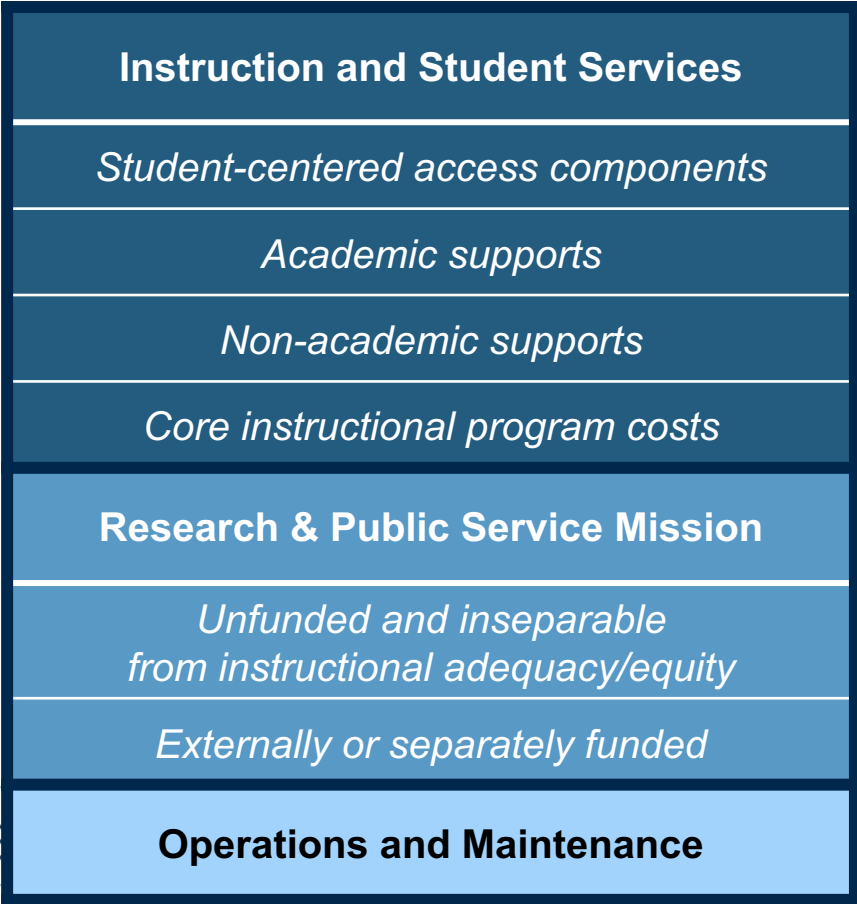 Instruction and Student Services
Student-centered access components
Academic supports
Non-academic supports
Core instructional program costs
Research & Public Service Mission
Unfunded and inseparable
from instructional adequacy/equity
Externally or separately funded
Operations and Maintenance